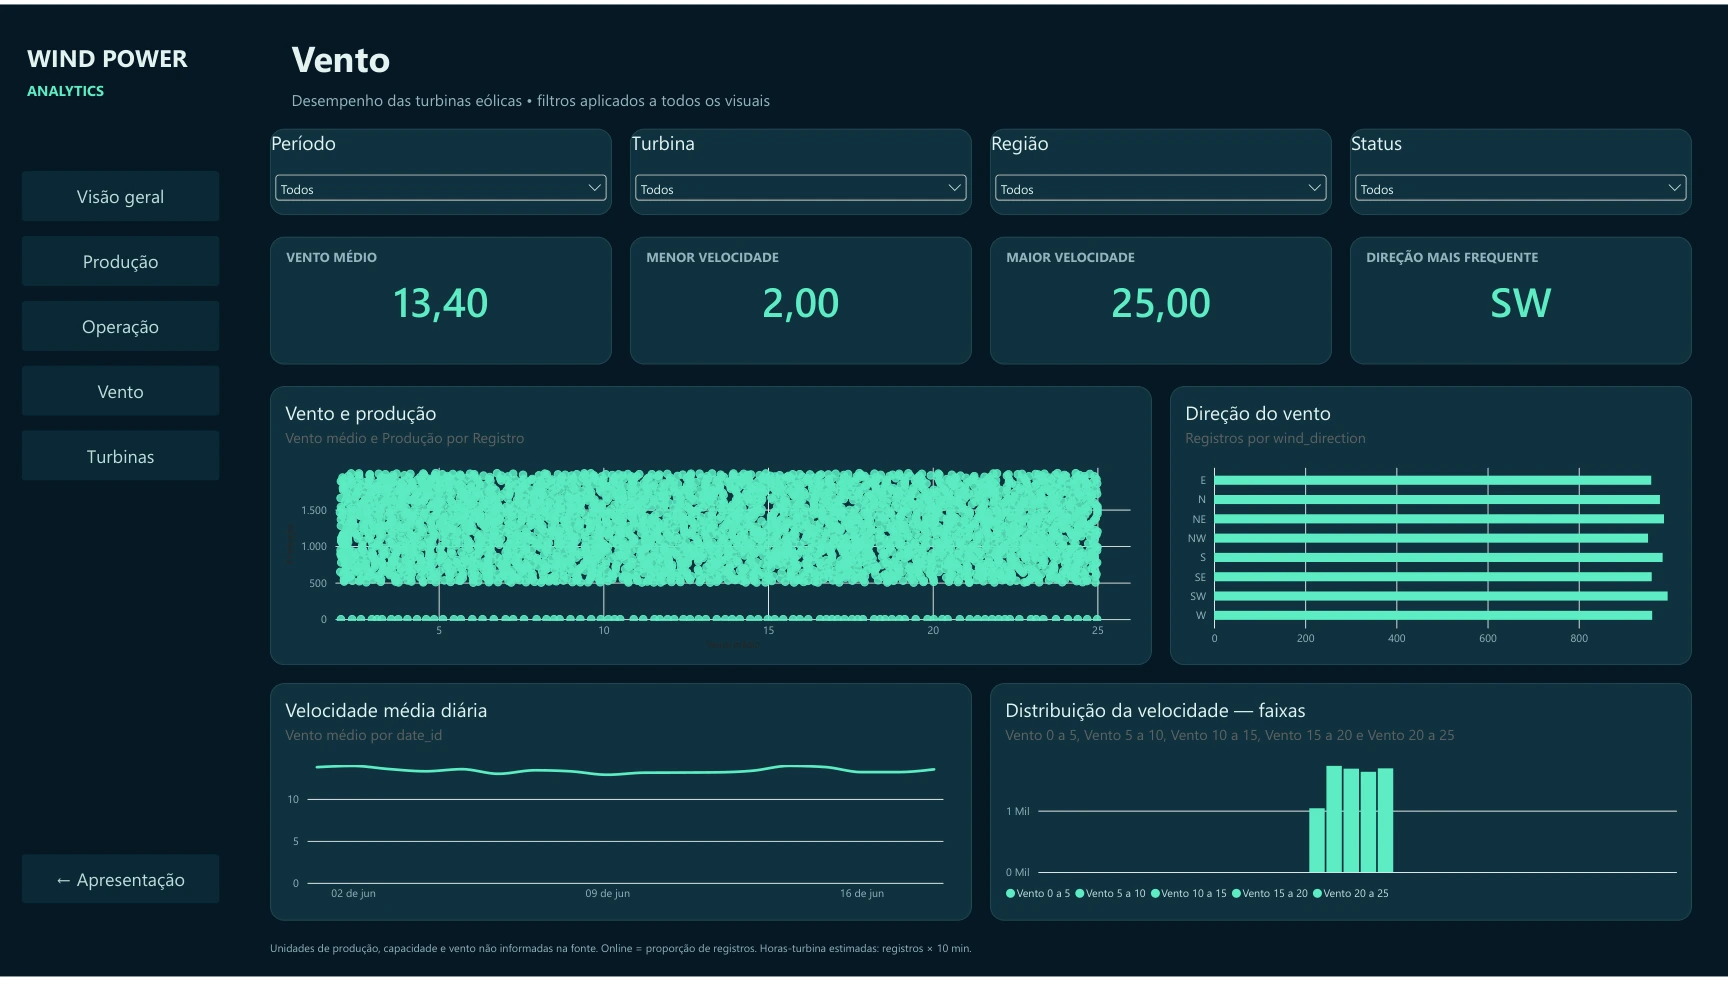 WIND POWER
ANALYTICS
Visão geral
Produção
Operação
Vento
Turbinas
← Apresentação
Vento
Desempenho das turbinas eólicas • filtros aplicados a todos os visuais
Período
Todos
Turbina
Todos
Região
Todos
Status
Todos
VENTO MÉDIO
13,40
MENOR VELOCIDADE
2,00
MAIOR VELOCIDADE
25,00
DIREÇÃO MAIS FREQUENTE
SW
Vento e produção
Vento médio e Produção por Registro
1.500
1.000
500
0
5 10 15 20 25
Direção do vento
Registros por wind_direction
E
N
NE
NW
S
SE
SW
W
0 200 400 600 800
Velocidade média diária
Vento médio por date_id
10
5
0
02 de jun 09 de jun 16 de jun
Distribuição da velocidade — faixas
Vento 0 a 5, Vento 5 a 10, Vento 10 a 15, Vento 15 a 20 e Vento 20 a 25
1 Mil
0 Mil
Vento 0 a 5 Vento 5 a 10 Vento 10 a 15 Vento 15 a 20 Vento 20 a 25
Unidades de produção, capacidade e vento não informadas na fonte. Online = proporção de registros. Horas-turbina estimadas: registros × 10 min.